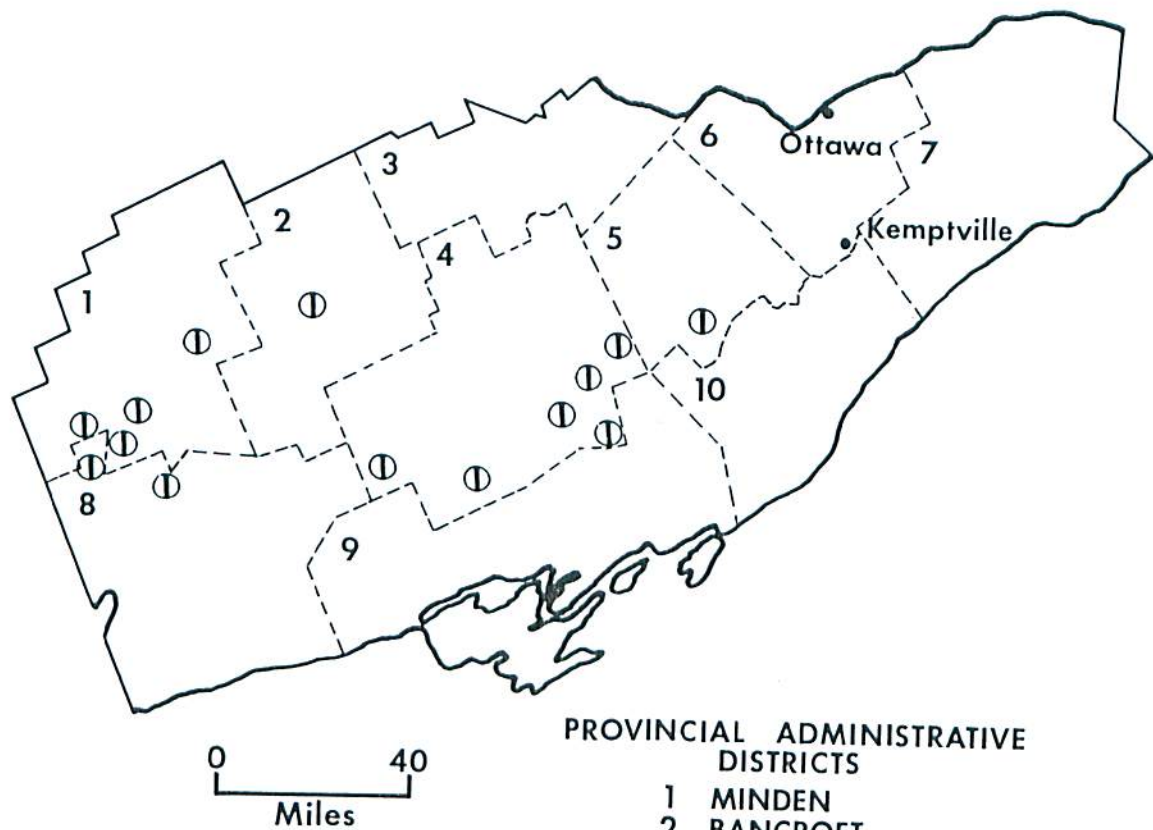 3
6
Ottawa
7
2
4
5
Kemptville
1
10
8
9
0 40
Miles
PROVINCIAL ADMINISTRATIVE
DISTRICTS
1 MINDEN
2 BANCROFT